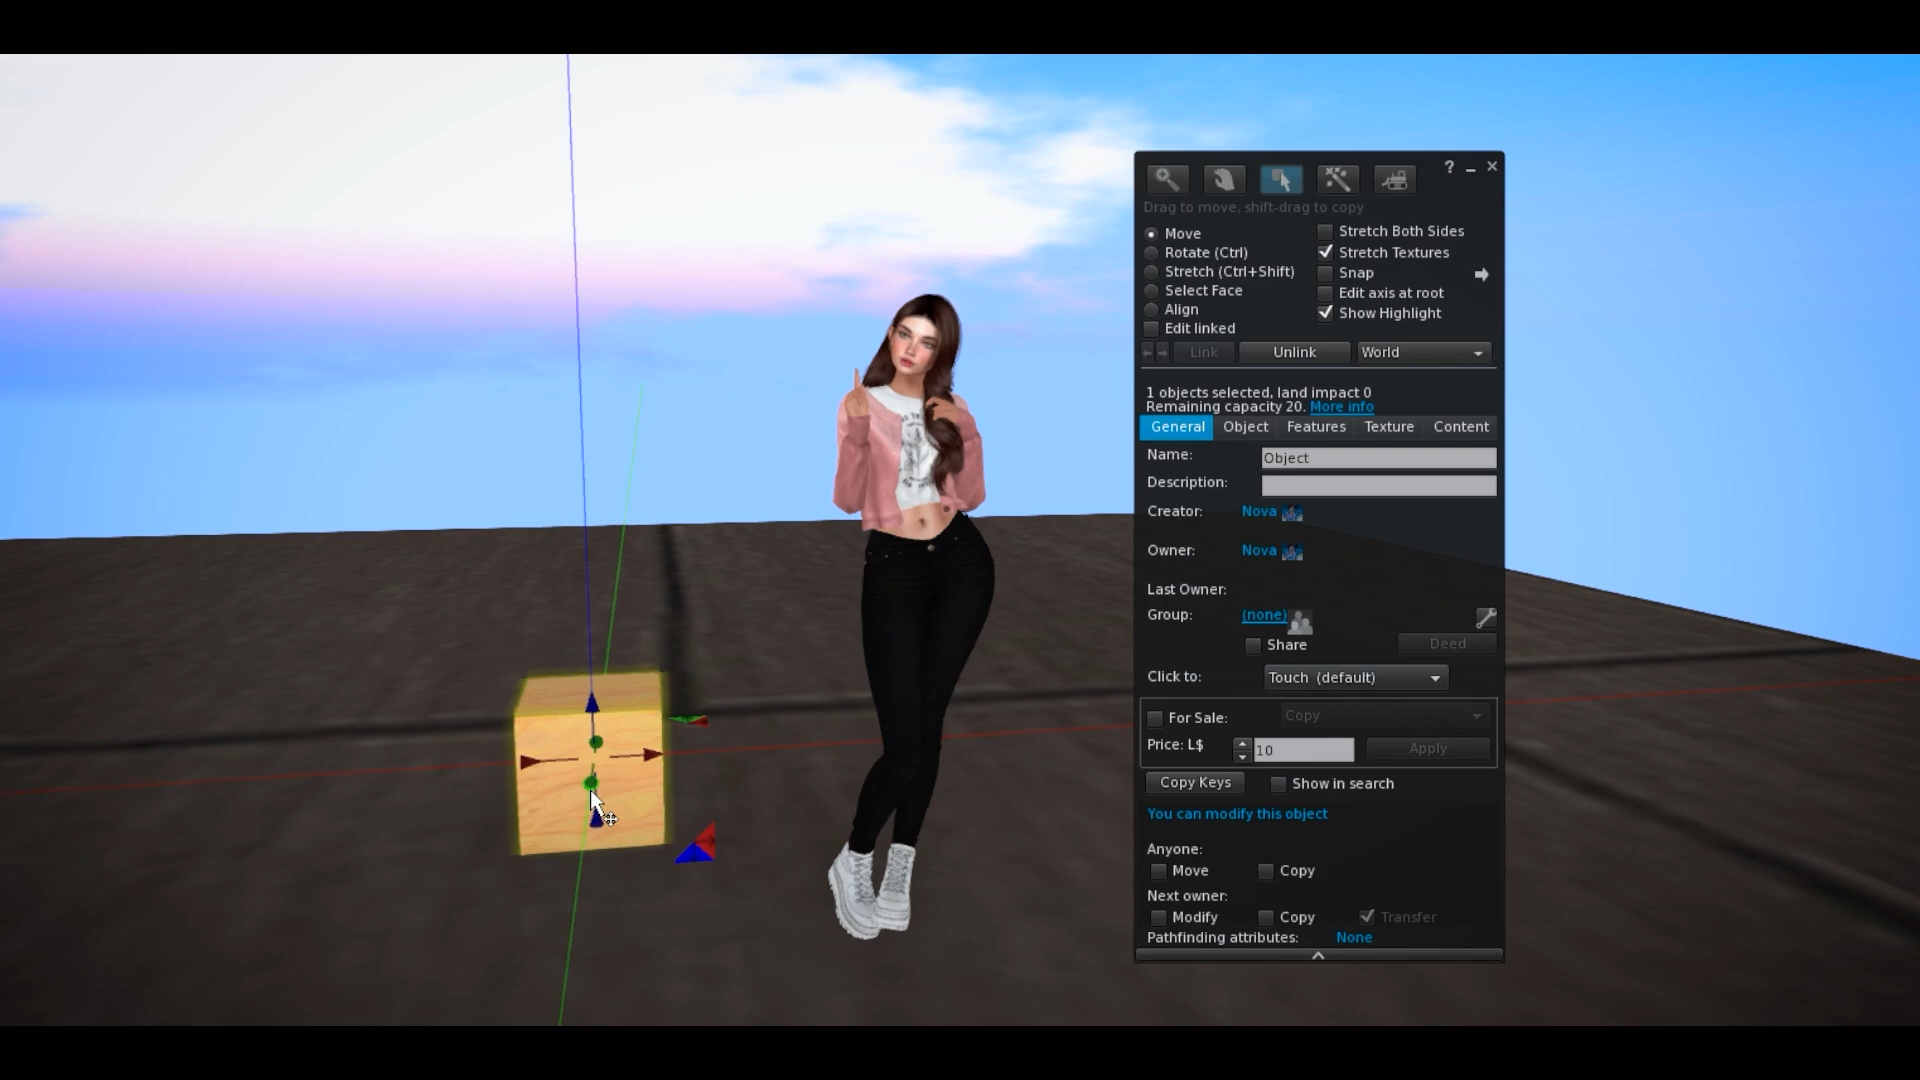 ?
Drag to move, shift-drag to copy
Move
Stretch Both Sides
Rotate (Ctrl)
Stretch Textures
Stretch (Ctrl+Shift)
Snap
Select Face
Edit axis at root
Align
Show Highlight
Edit linked
Link
Unlink
World
1 objects selected, land impact 0
Remaining capacity 20. More info
General Object Features Texture Content
Name: Object
Description:
Creator: Nova
Owner: Nova
Last Owner:
Group: (none)
Share
Deed
Click to: Touch (default)
For Sale: Copy
Price: L$ 10 Apply
Copy Keys
Show in search
You can modify this object
Anyone:
Move Copy
Next owner:
Modify Copy Transfer
Pathfinding attributes: None